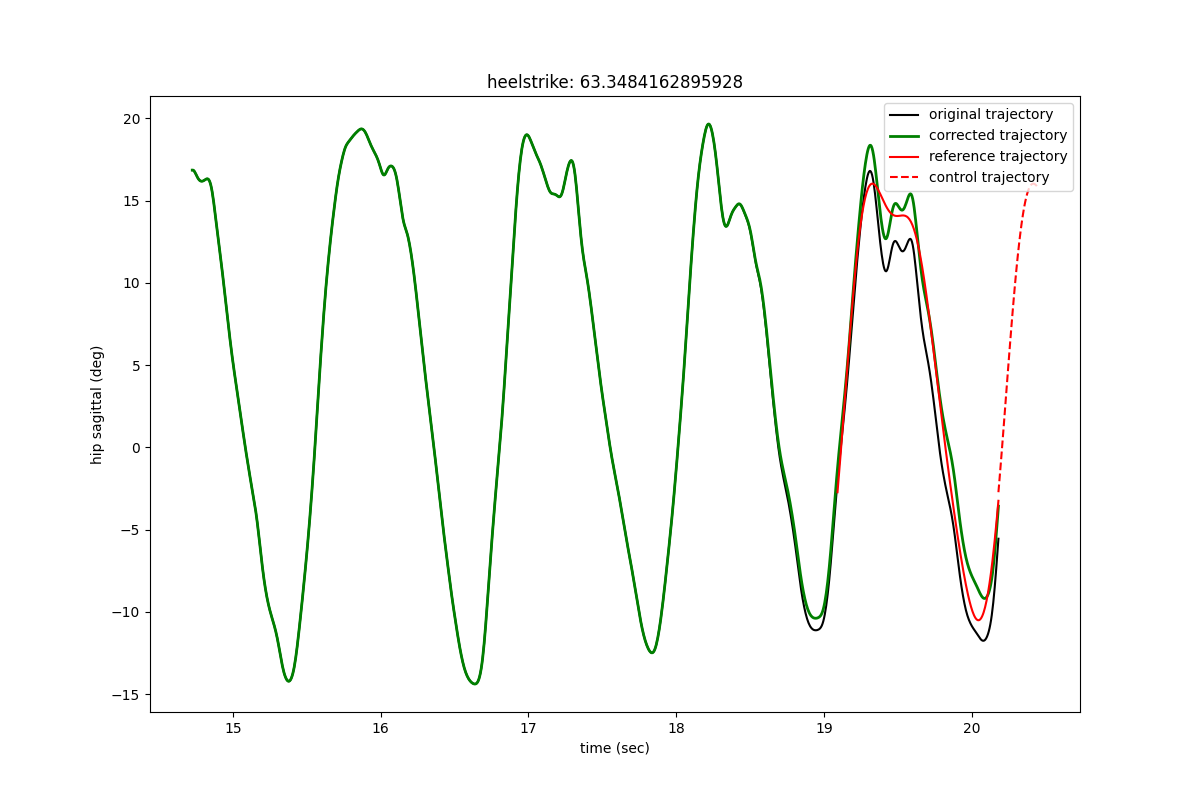 heelstrike: 63.3484162895928
original trajectory
corrected trajectory
reference trajectory
control trajectory
20
15
10
5
0
−5
−10
−15
hip sagittal (deg)
15 16 17 18 19 20
time (sec)